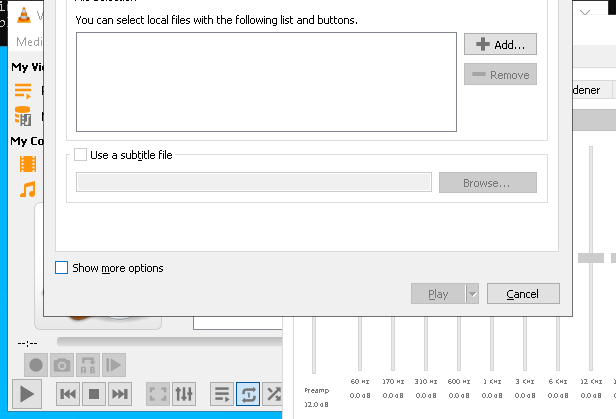 You can select local files with the following list and buttons.
Add...
Remove
Use a subtitle file
Browse...
Show more options
Play
Cancel
Medi
My Vi
My Co
dener
--:--
60 Hz 170 Hz 310 Hz 600 Hz 1 KHz 3 KHz 6 KHz 12 KHz
Preamp
0.0 dB 0.0 dB 0.0 dB 0.0 dB 0.0 dB 0.0 dB 0.0 dB 0.0 dB
12.0 dB